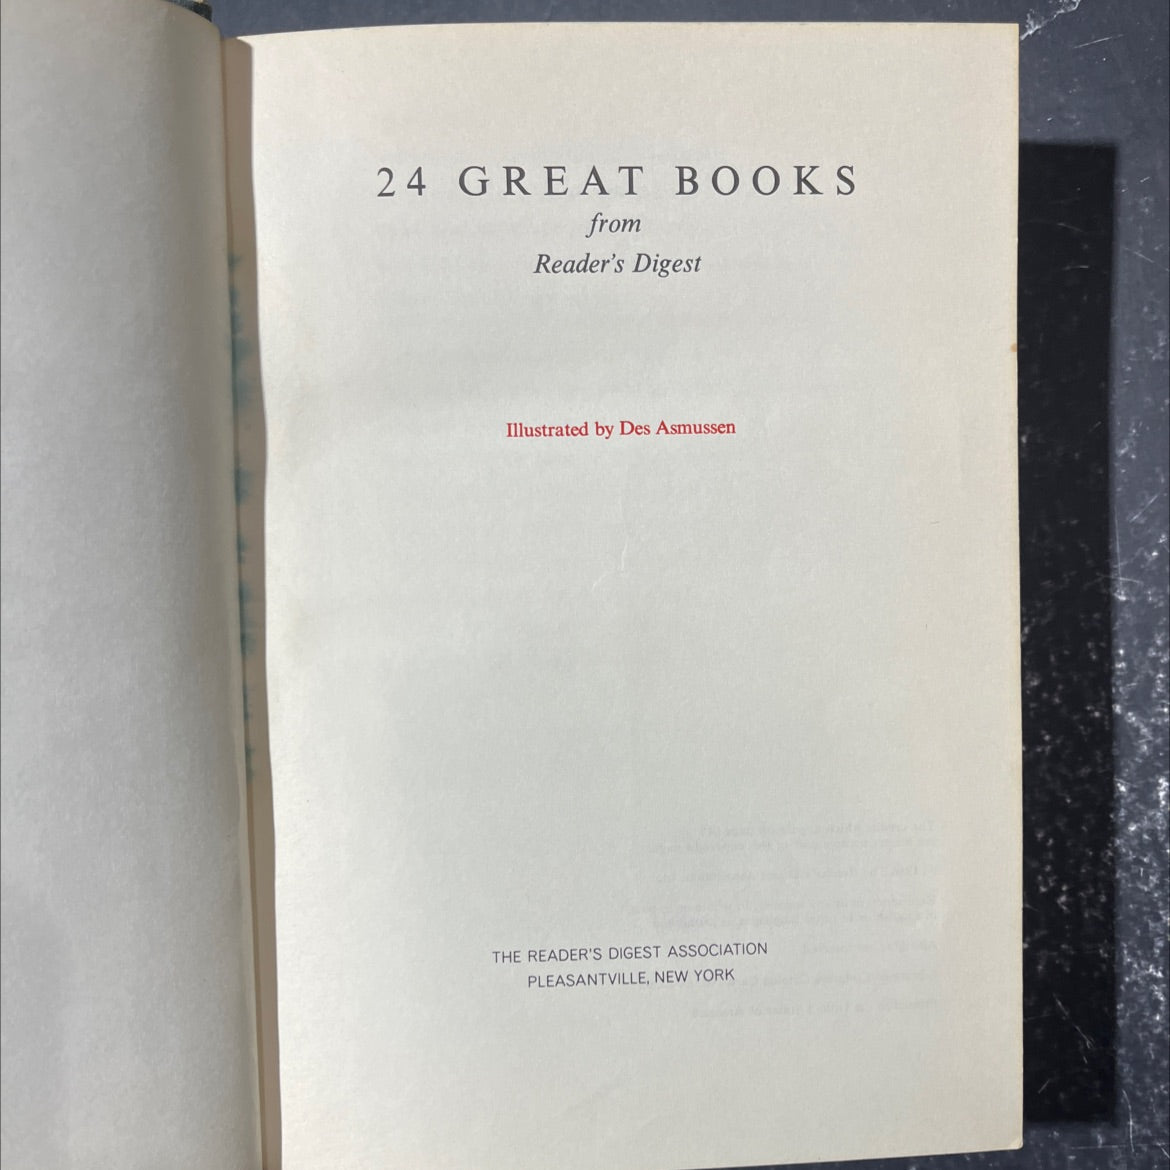 24 GREAT BOOKS
from
Reader's Digest
Illustrated by Des Asmussen
THE READER'S DIGEST ASSOCIATION
PLEASANTVILLE, NEW YORK